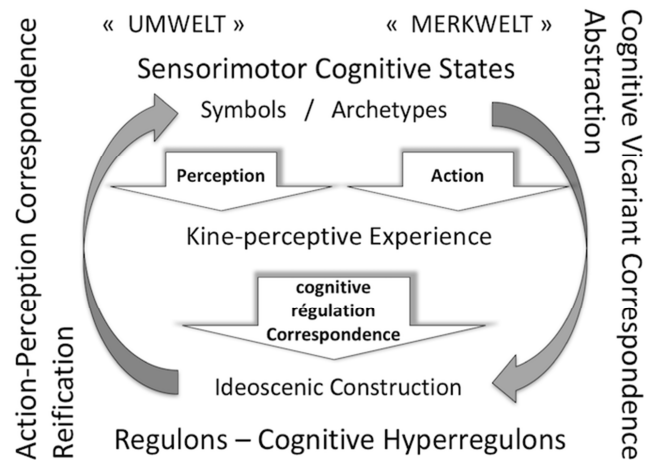 « UMWELT » « MERKWELT »
Sensorimotor Cognitive States
Symbols / Archetypes
Perception
Action
Kine-perceptive Experience
cognitive
régulation
Correspondence
Ideoscenic Construction
Regulons – Cognitive Hyperregulons
Action-Perception Correspondence
Reification
Cognitive Vicariant Correspondence
Abstraction